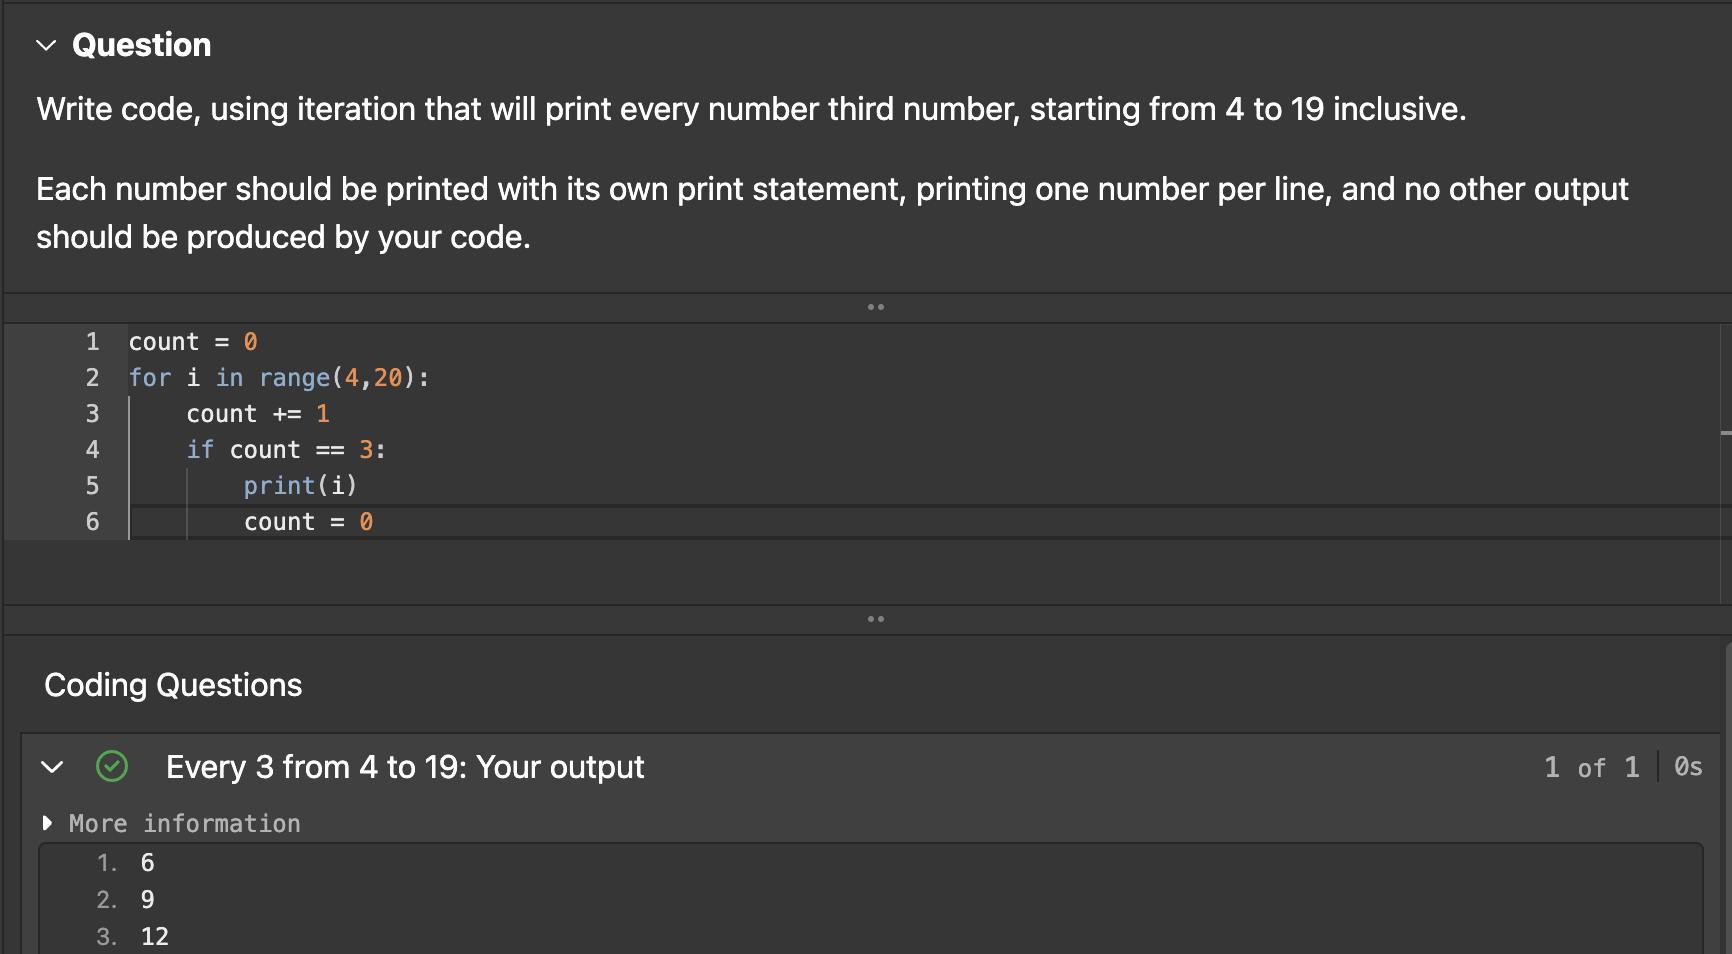 Question
Write code, using iteration that will print every number third number, starting from 4 to 19 inclusive.
Each number should be printed with its own print statement, printing one number per line, and no other output
should be produced by your code.
1 count = 0
2 for i in range(4,20):
3     count += 1
4     if count == 3:
5         print(i)
6         count = 0
Coding Questions
Every 3 from 4 to 19: Your output 1 of 1 0s
More information
1. 6
2. 9
3. 12